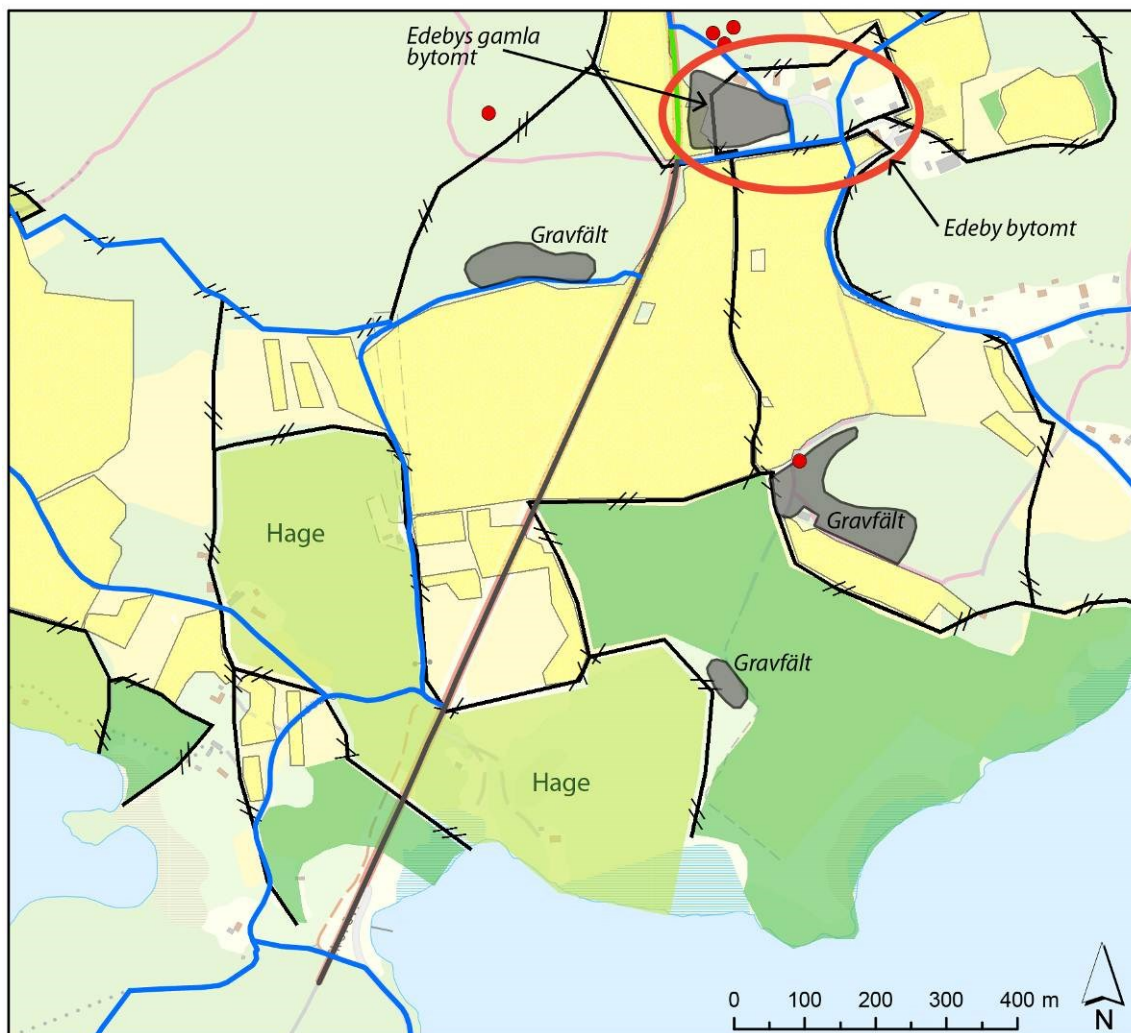 Edebys gamla
bytomt
Gravfält
Edeby bytomt
Hage
Gravfält
Gravfält
Hage
0 100 200 300 400 m
N